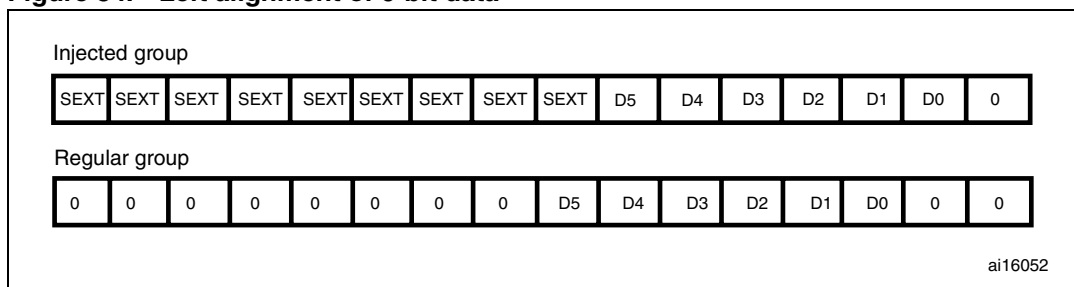 Injected group
SEXT SEXT SEXT SEXT SEXT SEXT SEXT SEXT SEXT D5 D4 D3 D2 D1 D0 0
Regular group
0 0 0 0 0 0 0 0 D5 D4 D3 D2 D1 D0 0 0
ai16052